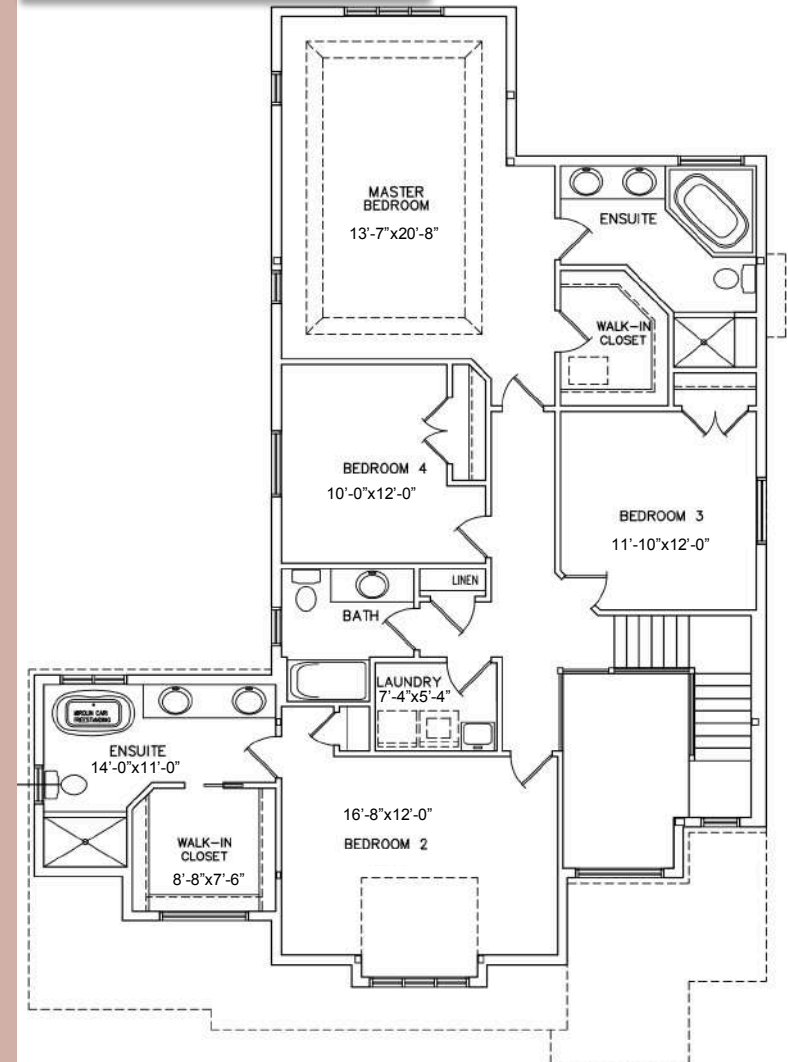 MASTER
BEDROOM
13'-7"x20'-8"
ENSUITE
WALK-IN
CLOSET
BEDROOM 4
10'-0"x12'-0"
BEDROOM 3
11'-10"x12'-0"
LINEN
BATH
LAUNDRY
7'-4"x5'-4"
FREESTANDING
ENSUITE
14'-0"x11'-0"
16'-8"x12'-0"
BEDROOM 2
WALK-IN
CLOSET
8'-8"x7'-6"